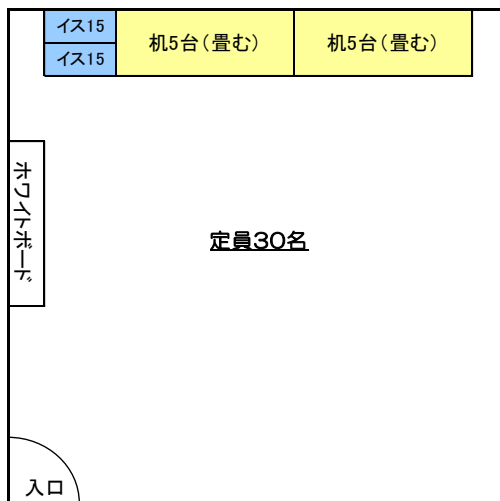 イス15
イス15
机5台（畳む）
机5台（畳む）
ホワイトボード
定員30名
入口